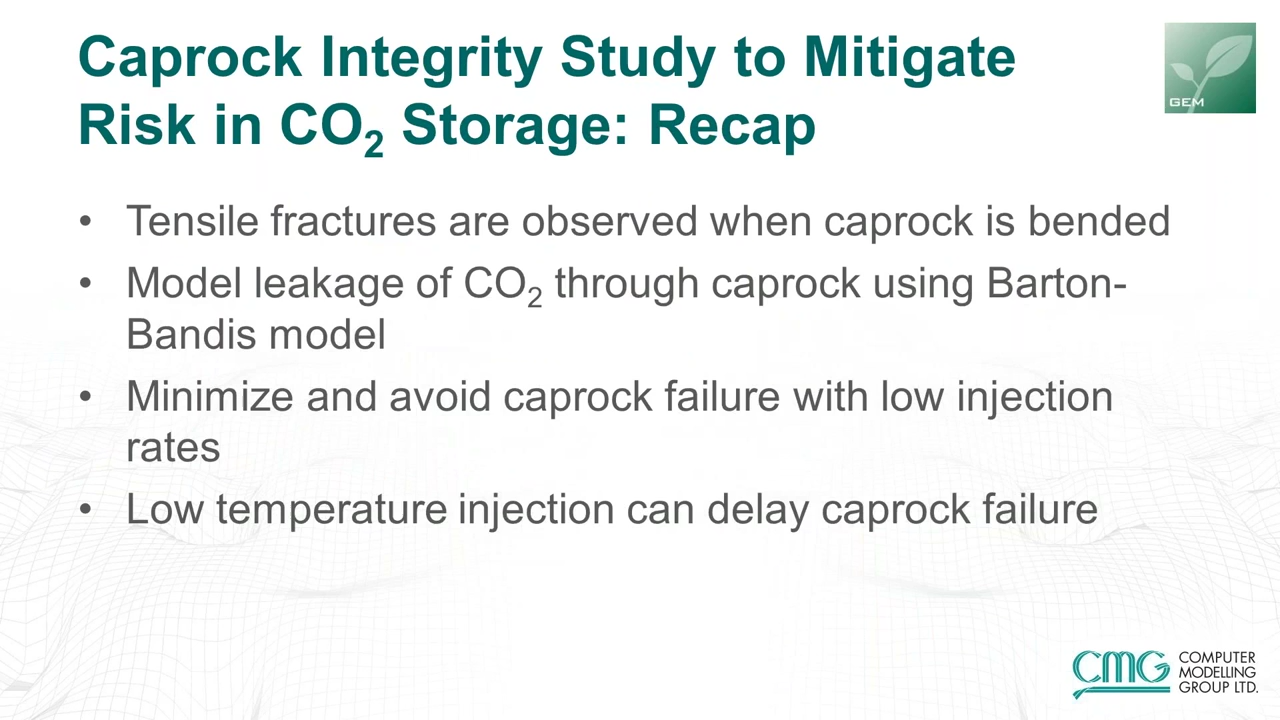 Caprock Integrity Study to Mitigate
Risk in CO₂ Storage: Recap
GEM
• Tensile fractures are observed when caprock is bended
• Model leakage of CO₂ through caprock using Barton-
Bandis model
• Minimize and avoid caprock failure with low injection
rates
• Low temperature injection can delay caprock failure
CMG
COMPUTER
MODELLING
GROUP LTD.